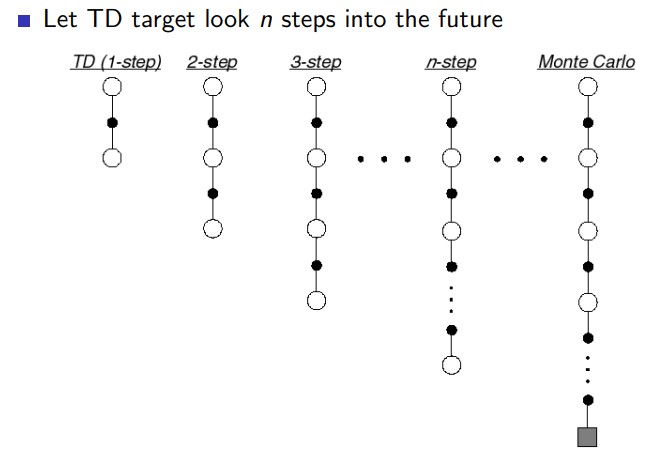 Let TD target look n steps into the future
TD (1-step) 2-step 3-step n-step Monte Carlo